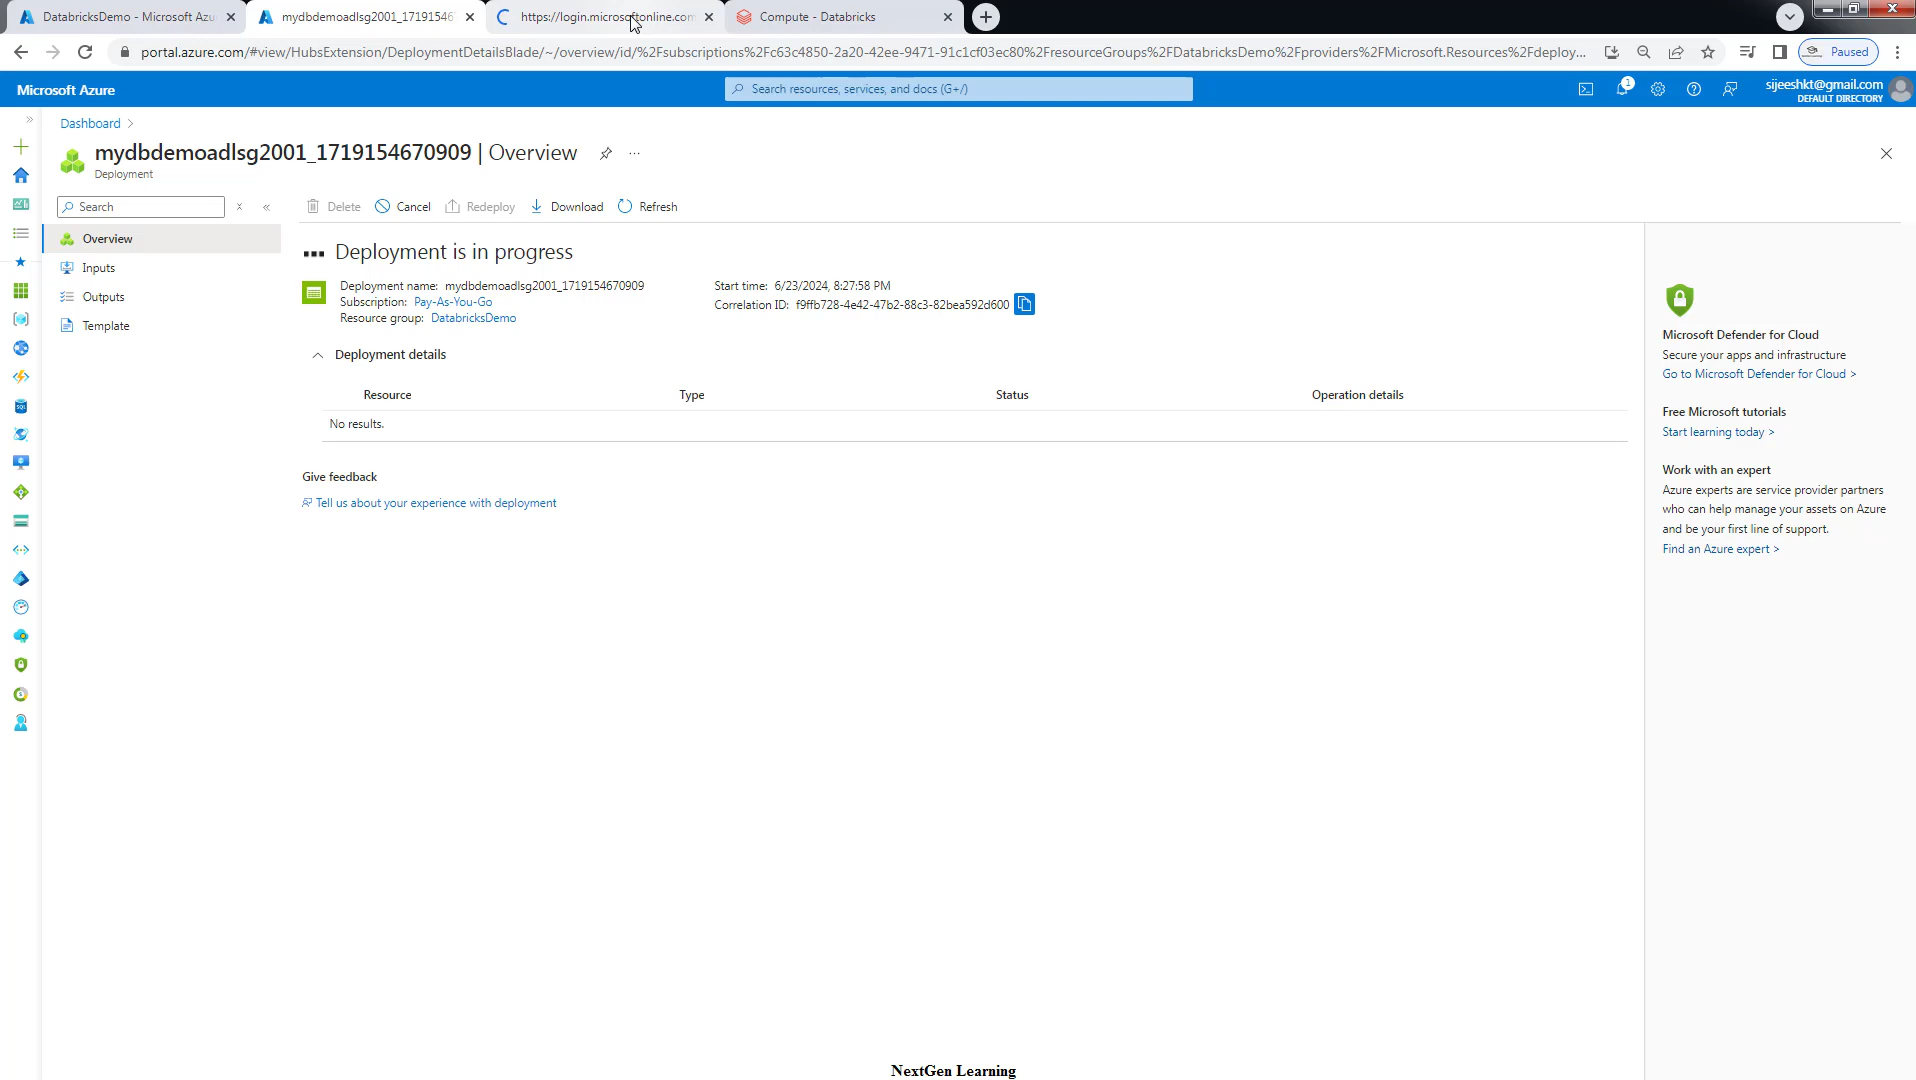 DatabricksDemo - Microsoft Azu
mydbdemoadlsg2001_1719154
https://login.microsoftonline.com
Compute - Databricks
portal.azure.com/#view/HubsExtension/DeploymentDetailsBlade/~/overview/id/%2Fsubscriptions%2Fc63c4850-2a20-42ee-9471-91c1cf03ec80%2FresourceGroups%2FDatabricksDemo%2Fproviders%2FMicrosoft.Resources%2Fdeploy...
Paused
Microsoft Azure
Search resources, services, and docs (G+/)
1
sijeeshkt@gmail.com
DEFAULT DIRECTORY
Dashboard
mydbdemoadlsg2001_1719154670909 | Overview
Deployment
Search
Delete
Cancel
Redeploy
Download
Refresh
Overview
Inputs
Outputs
Template
Deployment is in progress
Deployment name: mydbdemoadlsg2001_1719154670909
Subscription: Pay-As-You-Go
Resource group: DatabricksDemo
Start time: 6/23/2024, 8:27:58 PM
Correlation ID: f9ffb728-4e42-47b2-88c3-82bea592d600
Deployment details
Resource Type Status Operation details
No results.
Give feedback
Tell us about your experience with deployment
Microsoft Defender for Cloud
Secure your apps and infrastructure
Go to Microsoft Defender for Cloud >
Free Microsoft tutorials
Start learning today >
Work with an expert
Azure experts are service provider partners
who can help manage your assets on Azure
and be your first line of support.
Find an Azure expert >
NextGen Learning